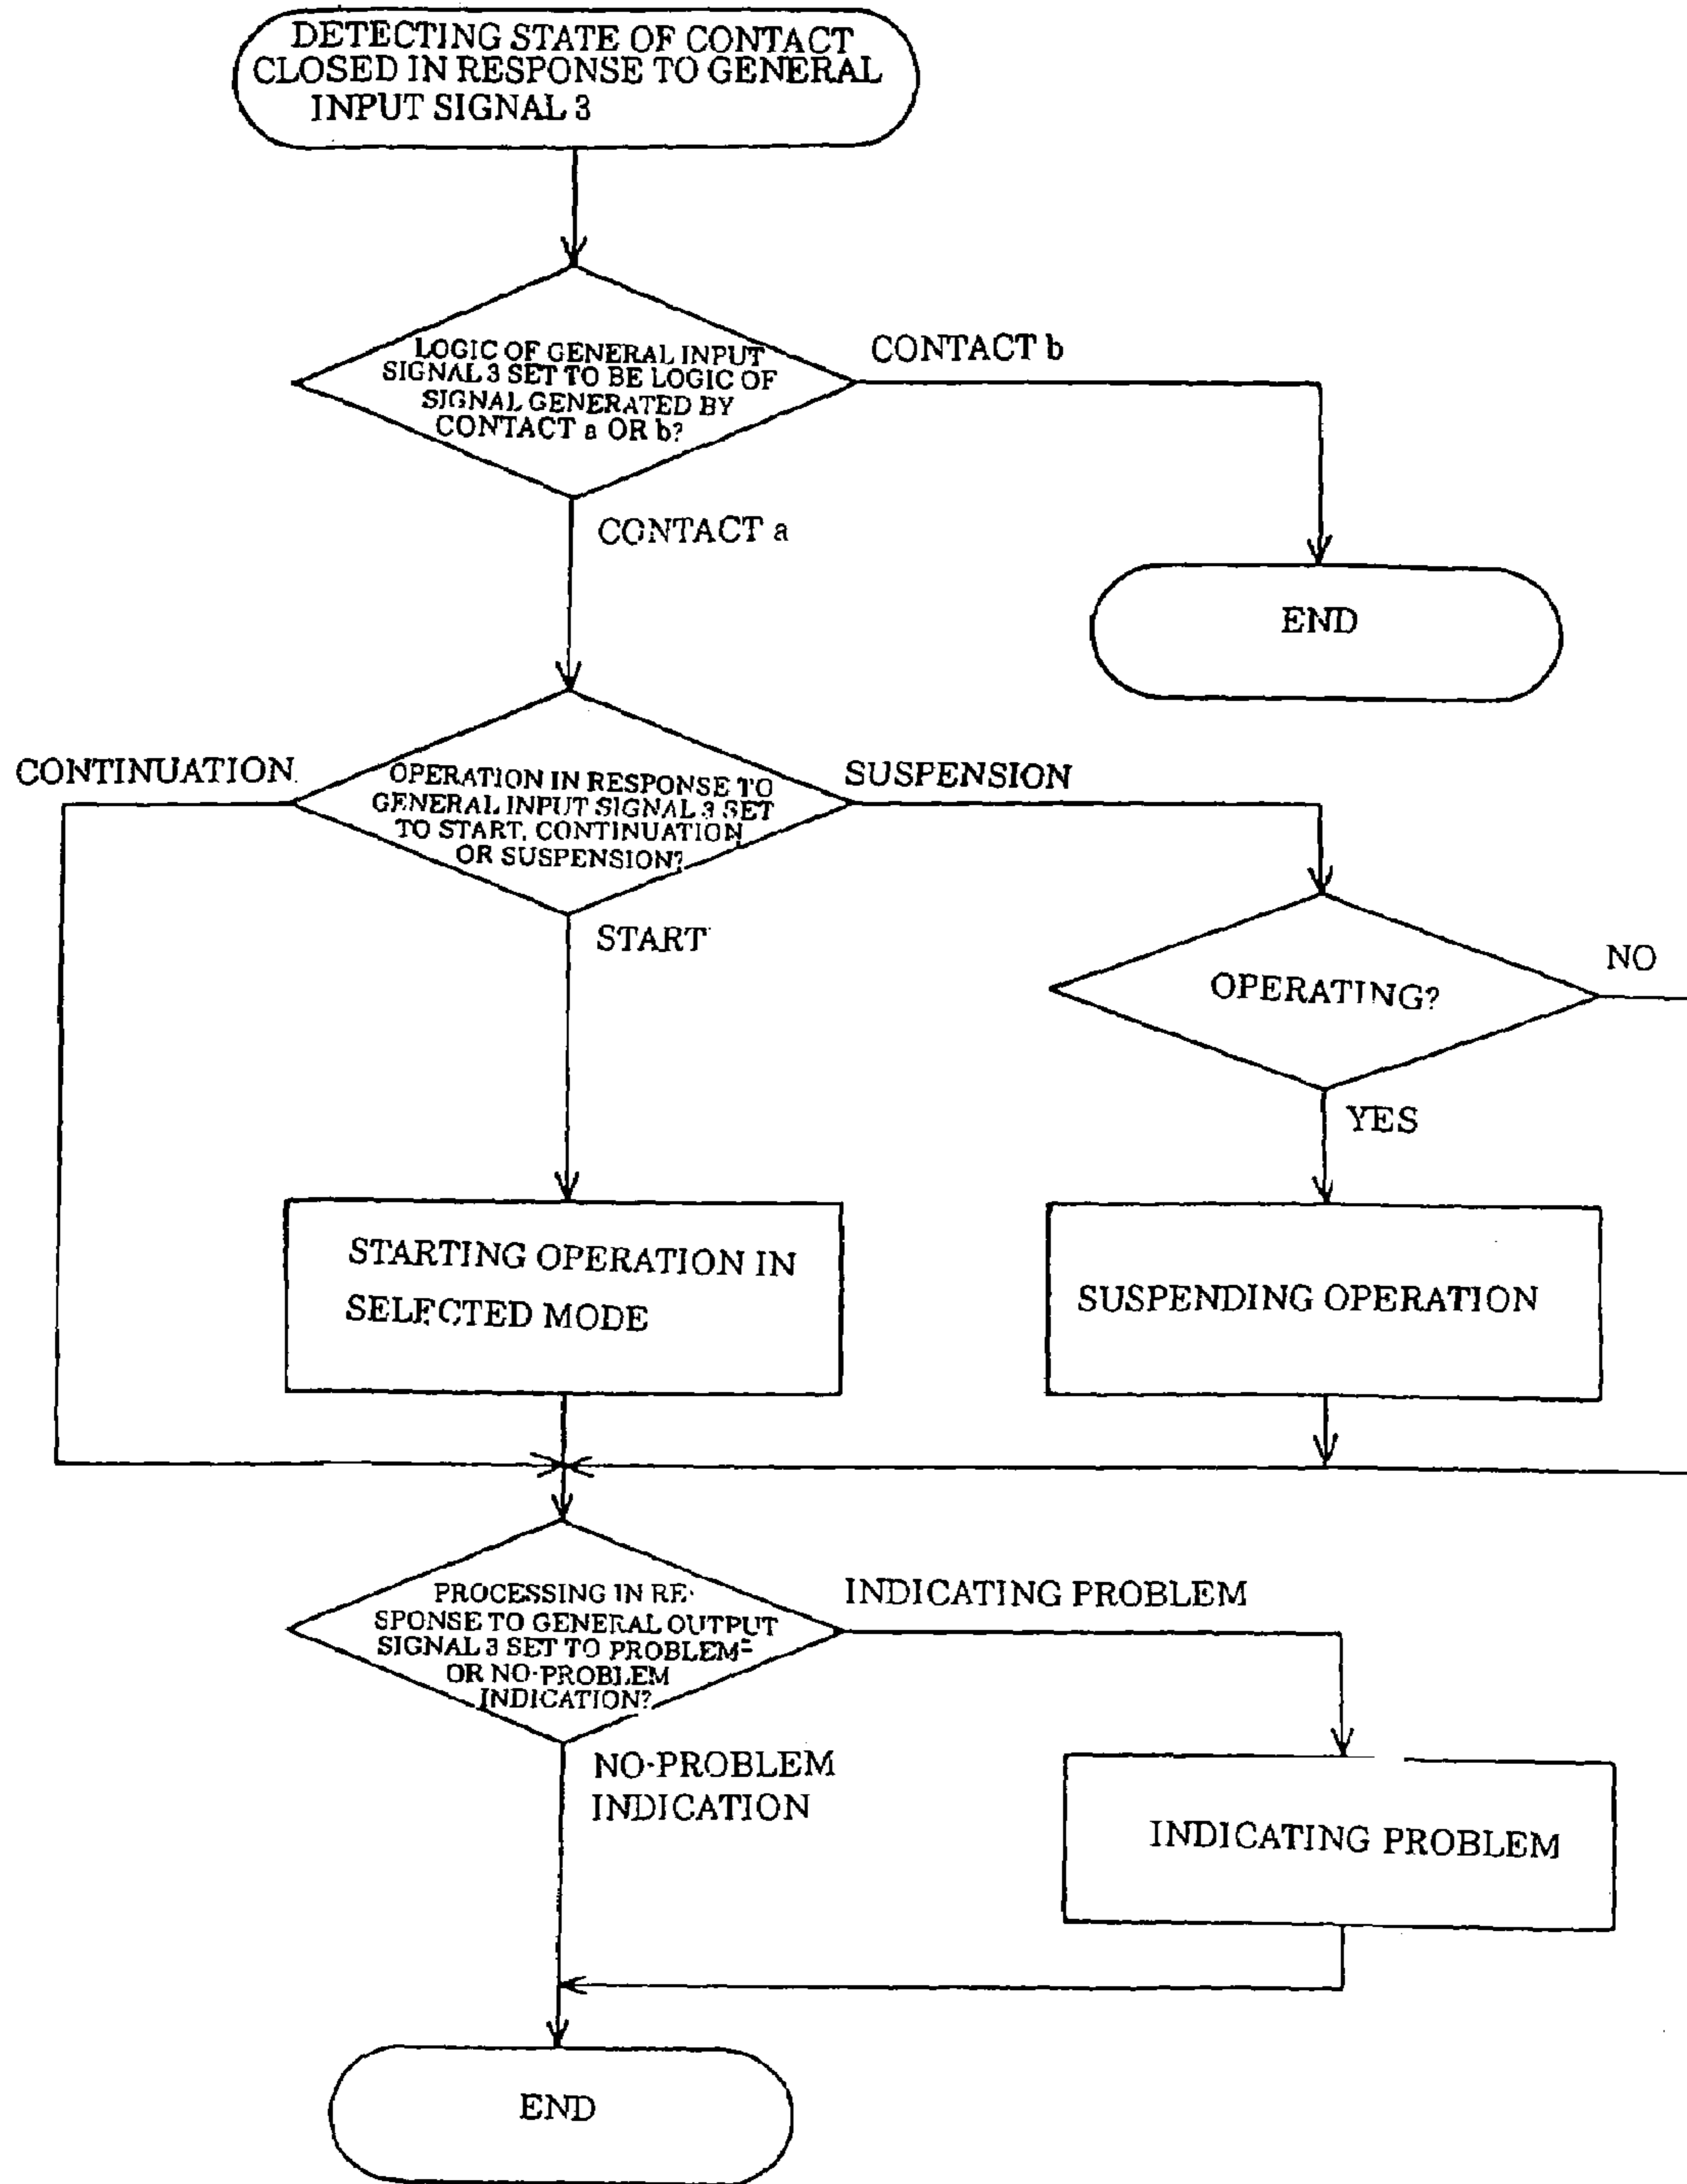 DETECTING STATE OF CONTACT
CLOSED IN RESPONSE TO GENERAL
INPUT SIGNAL 3
LOGIC OF GENERAL INPUT
SIGNAL 3 SET TO BE LOGIC OF
SIGNAL GENERATED BY
CONTACT a OR b?
CONTACT b
CONTACT a
END
CONTINUATION
OPERATION IN RESPONSE TO
GENERAL INPUT SIGNAL 3 SET
TO START, CONTINUATION
OR SUSPENSION?
SUSPENSION
START
OPERATING?
NO
YES
STARTING OPERATION IN
SELECTED MODE
SUSPENDING OPERATION
PROCESSING IN RE-
SPONSE TO GENERAL OUTPUT
SIGNAL 3 SET TO PROBLEM-
OR NO-PROBLEM
INDICATION?
INDICATING PROBLEM
NO-PROBLEM
INDICATION
INDICATING PROBLEM
END